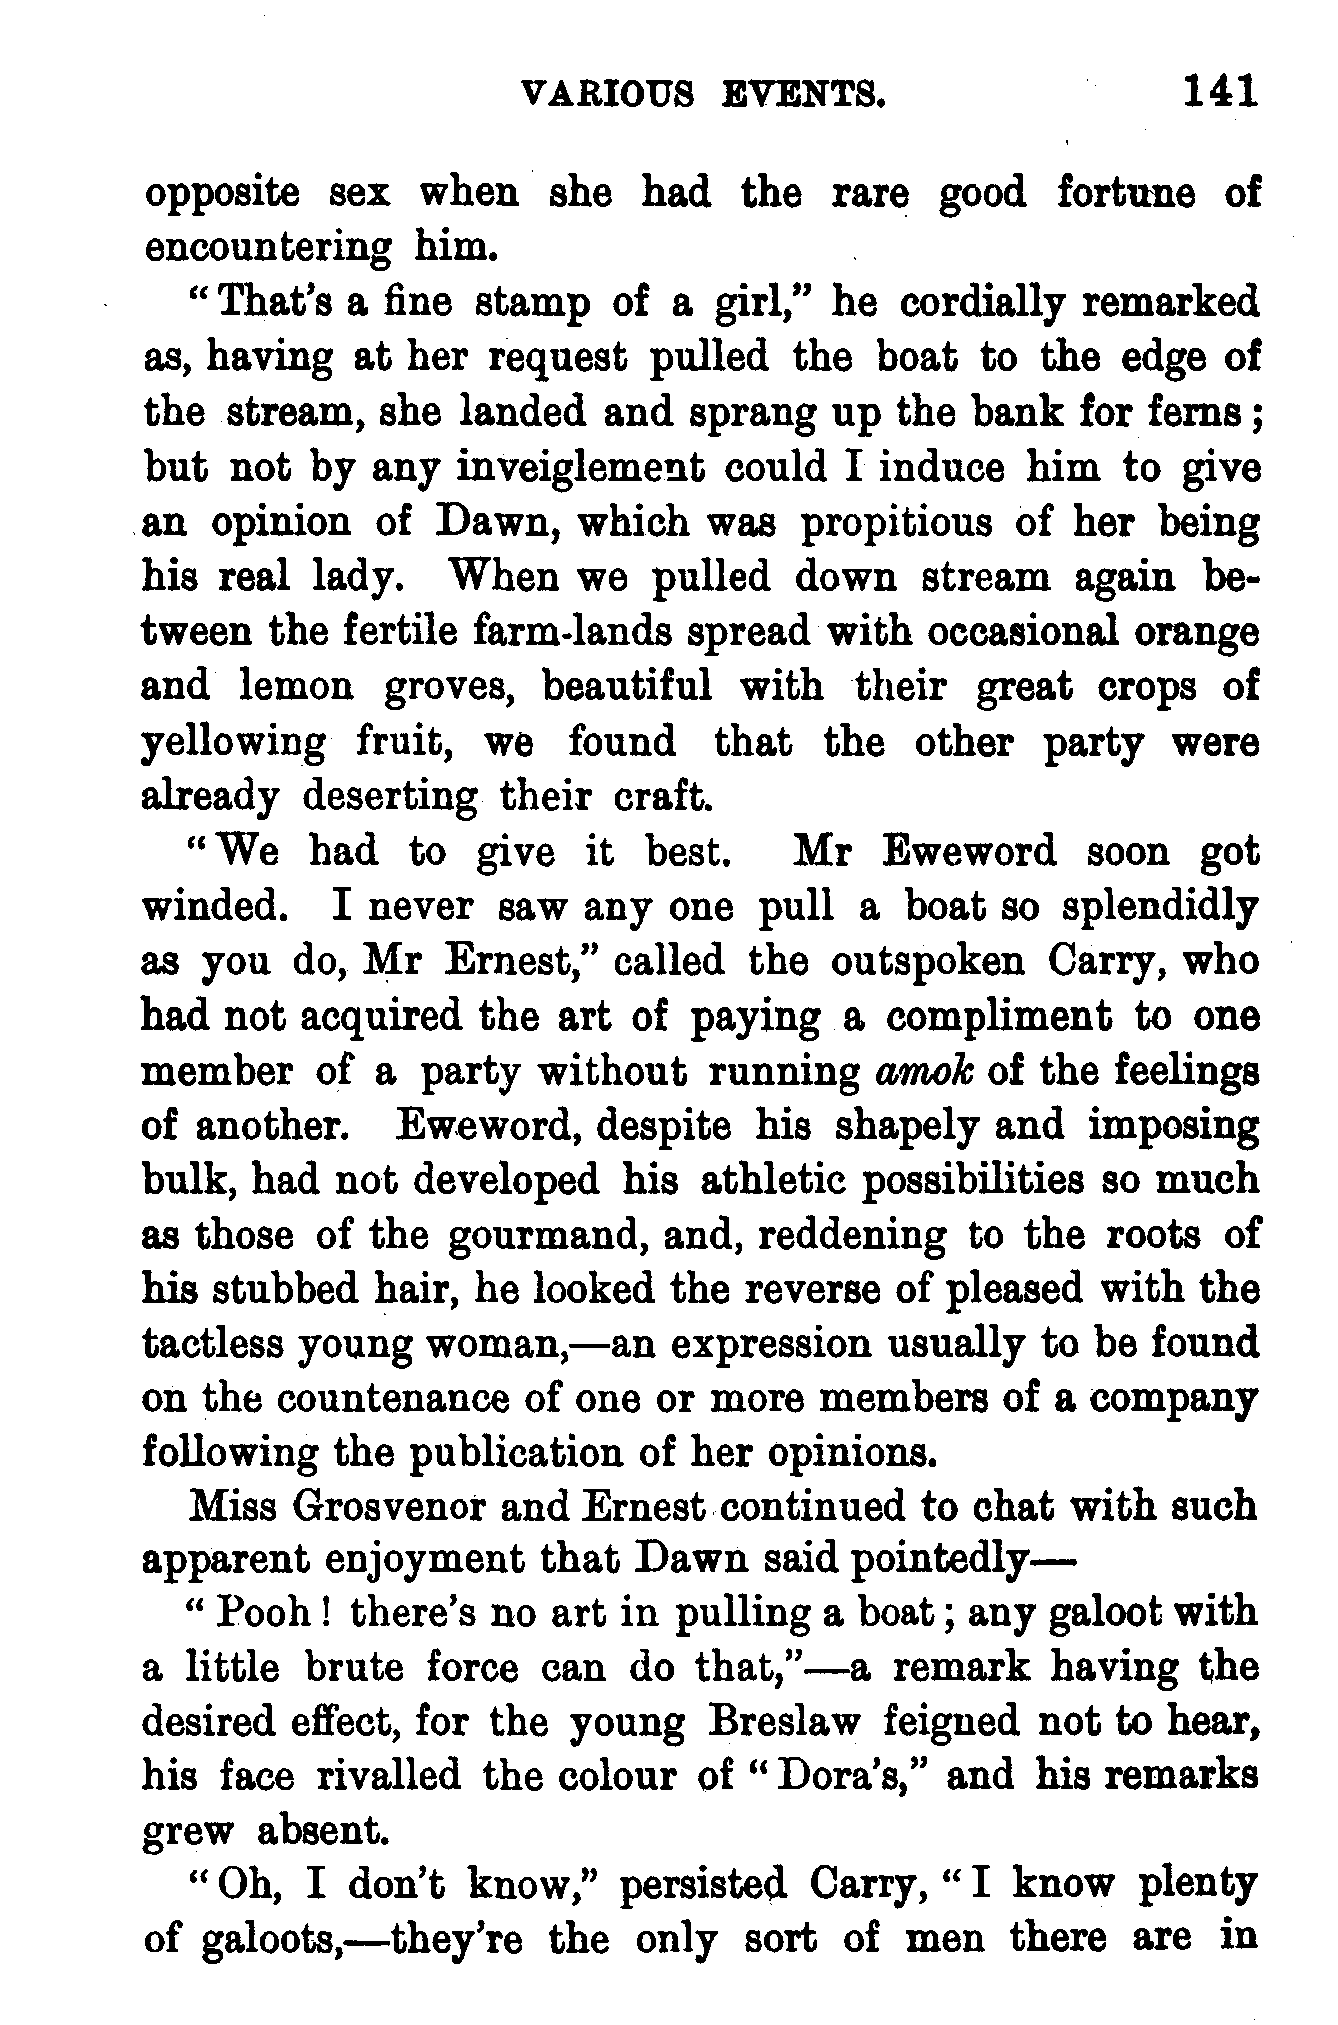 VARIOUS EVENTS. 141
opposite sex when she had the rare good fortune of
encountering him.
"That's a fine stamp of a girl," he cordially remarked
as, having at her request pulled the boat to the edge of
the stream, she landed and sprang up the bank for ferns;
but not by any inveiglement could I induce him to give
an opinion of Dawn, which was propitious of her being
his real lady. When we pulled down stream again be-
tween the fertile farm-lands spread with occasional orange
and lemon groves, beautiful with their great crops of
yellowing fruit, we found that the other party were
already deserting their craft.
"We had to give it best. Mr Eweword soon got
winded. I never saw any one pull a boat so splendidly
as you do, Mr Ernest," called the outspoken Carry, who
had not acquired the art of paying a compliment to one
member of a party without running amok of the feelings
of another. Eweword, despite his shapely and imposing
bulk, had not developed his athletic possibilities so much
as those of the gourmand, and, reddening to the roots of
his stubbed hair, he looked the reverse of pleased with the
tactless young woman,—an expression usually to be found
on the countenance of one or more members of a company
following the publication of her opinions.
Miss Grosvenor and Ernest continued to chat with such
apparent enjoyment that Dawn said pointedly—
"Pooh! there's no art in pulling a boat; any galoot with
a little brute force can do that,"—a remark having the
desired effect, for the young Breslaw feigned not to hear,
his face rivalled the colour of "Dora's," and his remarks
grew absent.
"Oh, I don't know," persisted Carry, "I know plenty
of galoots,—they're the only sort of men there are in